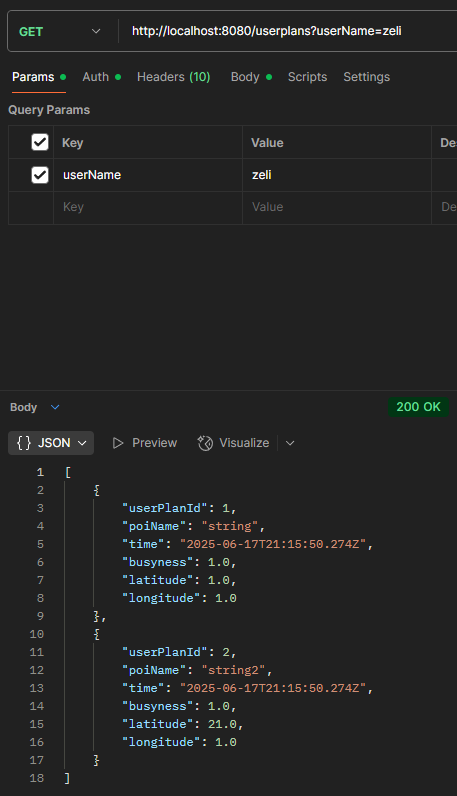 GET http://localhost:8080/userplans?userName=zeli
Params Auth Headers (10) Body Scripts Settings
Query Params
Key Value De
userName zeli
Key Value De
Body 200 OK
{} JSON Preview Visualize
1 [
2 {
3 "userPlanId": 1,
4 "poiName": "string",
5 "time": "2025-06-17T21:15:50.274Z",
6 "busyness": 1.0,
7 "latitude": 1.0,
8 "longitude": 1.0
9 },
10 {
11 "userPlanId": 2,
12 "poiName": "string2",
13 "time": "2025-06-17T21:15:50.274Z",
14 "busyness": 1.0,
15 "latitude": 21.0,
16 "longitude": 1.0
17 }
18 ]